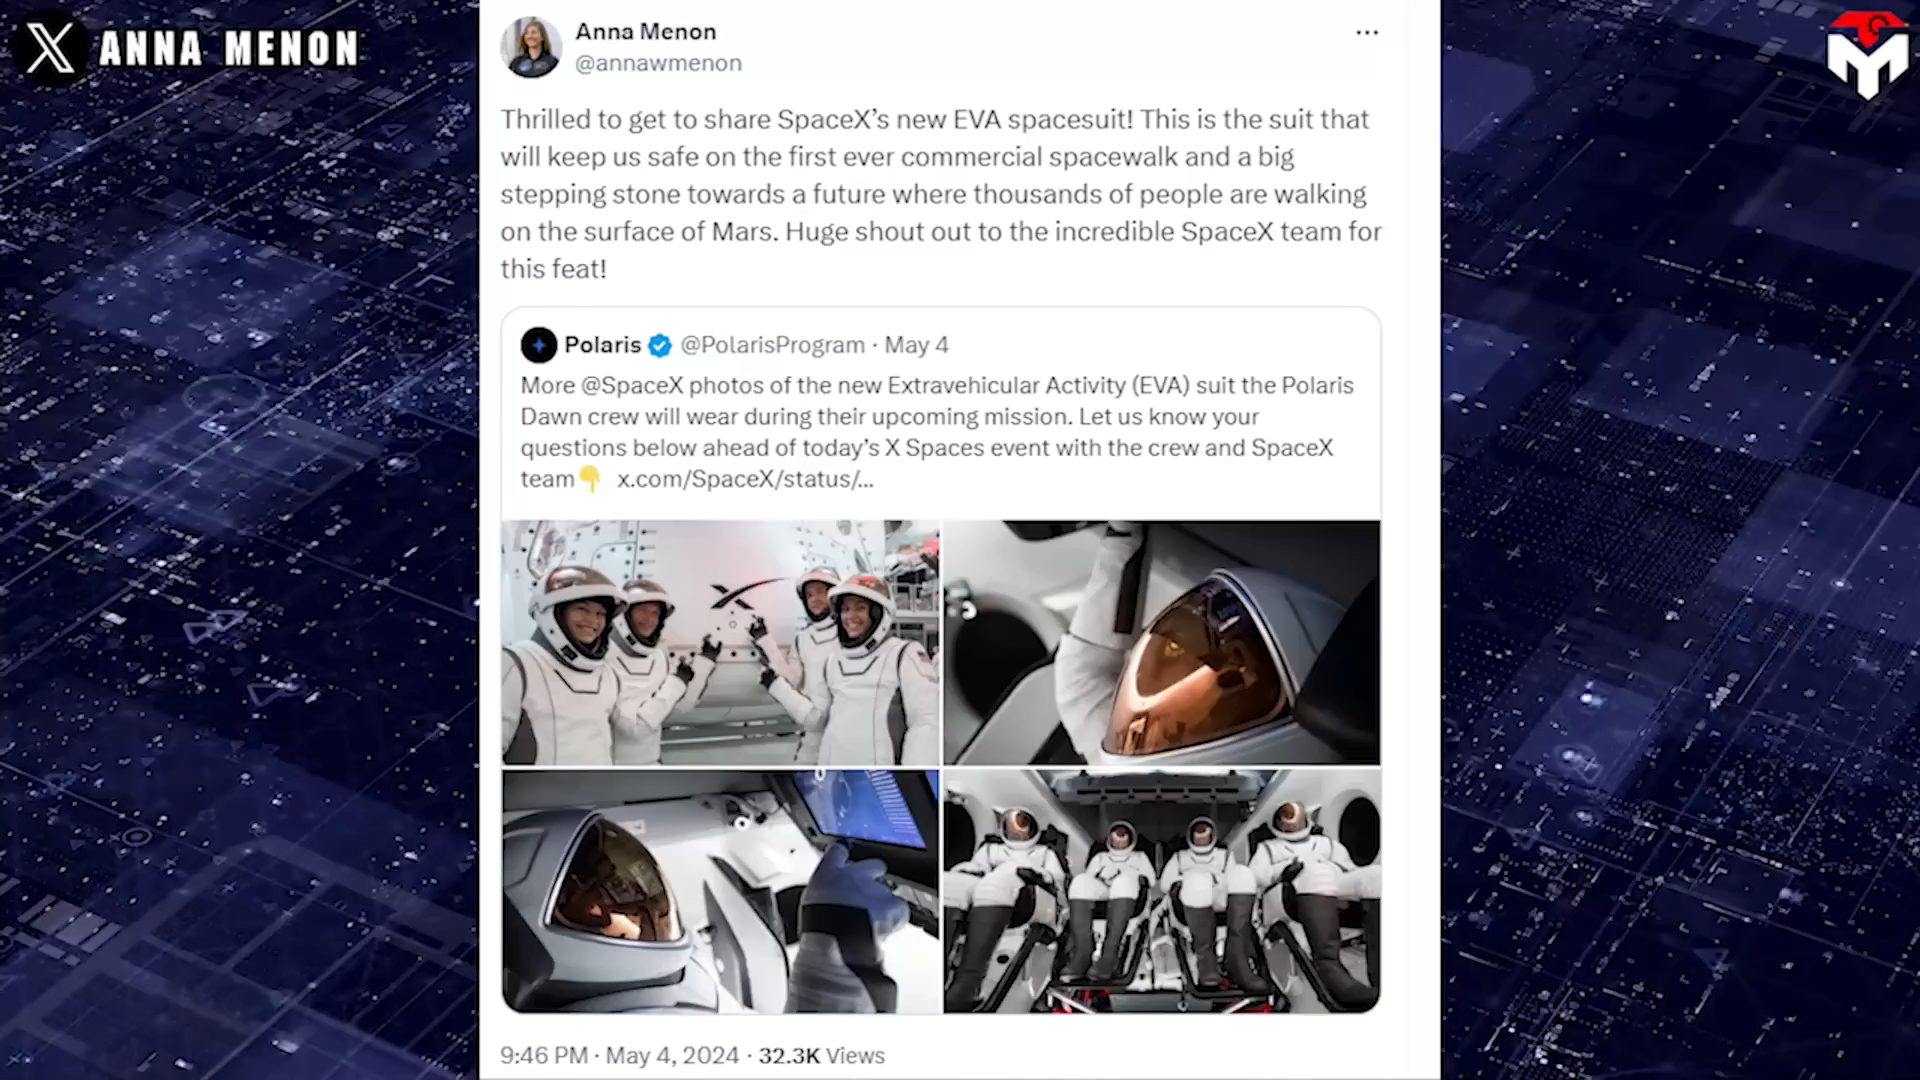 ANNA MENON
Anna Menon
@annawmenon
Thrilled to get to share SpaceX’s new EVA spacesuit! This is the suit that
will keep us safe on the first ever commercial spacewalk and a big
stepping stone towards a future where thousands of people are walking
on the surface of Mars. Huge shout out to the incredible SpaceX team for
this feat!
Polaris @PolarisProgram · May 4
More @SpaceX photos of the new Extravehicular Activity (EVA) suit the Polaris
Dawn crew will wear during their upcoming mission. Let us know your
questions below ahead of today’s X Spaces event with the crew and SpaceX
team👇 x.com/SpaceX/status/...
9:46 PM · May 4, 2024 · 32.3K Views